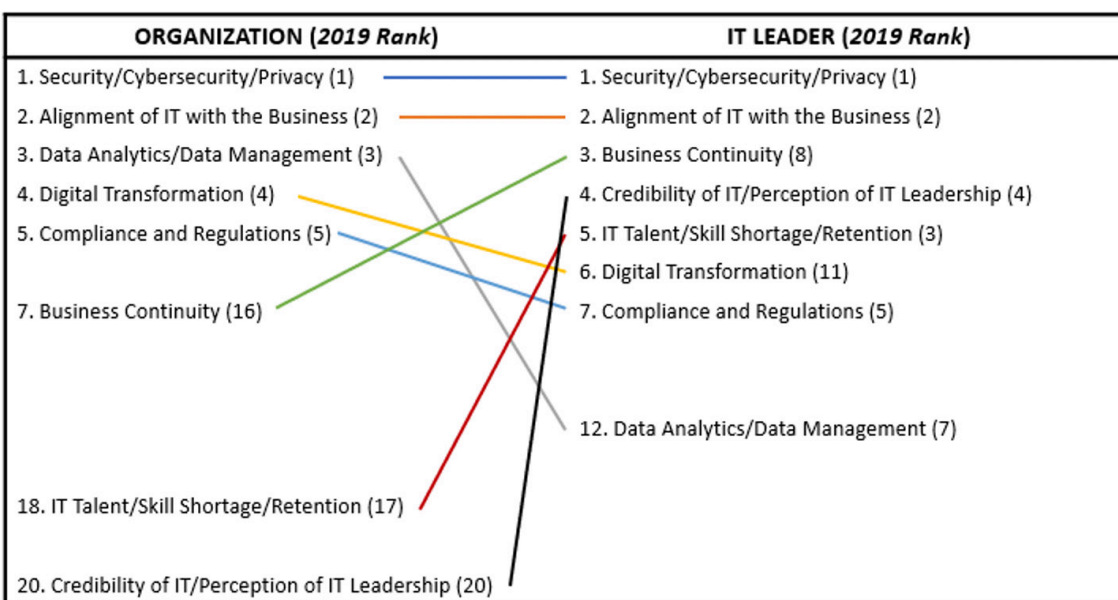 ORGANIZATION (2019 Rank)
IT LEADER (2019 Rank)
1. Security/Cybersecurity/Privacy (1)
1. Security/Cybersecurity/Privacy (1)
2. Alignment of IT with the Business (2)
2. Alignment of IT with the Business (2)
3. Data Analytics/Data Management (3)
3. Business Continuity (8)
4. Digital Transformation (4)
4. Credibility of IT/Perception of IT Leadership (4)
5. Compliance and Regulations (5)
5. IT Talent/Skill Shortage/Retention (3)
6. Digital Transformation (11)
7. Business Continuity (16)
7. Compliance and Regulations (5)
12. Data Analytics/Data Management (7)
18. IT Talent/Skill Shortage/Retention (17)
20. Credibility of IT/Perception of IT Leadership (20)